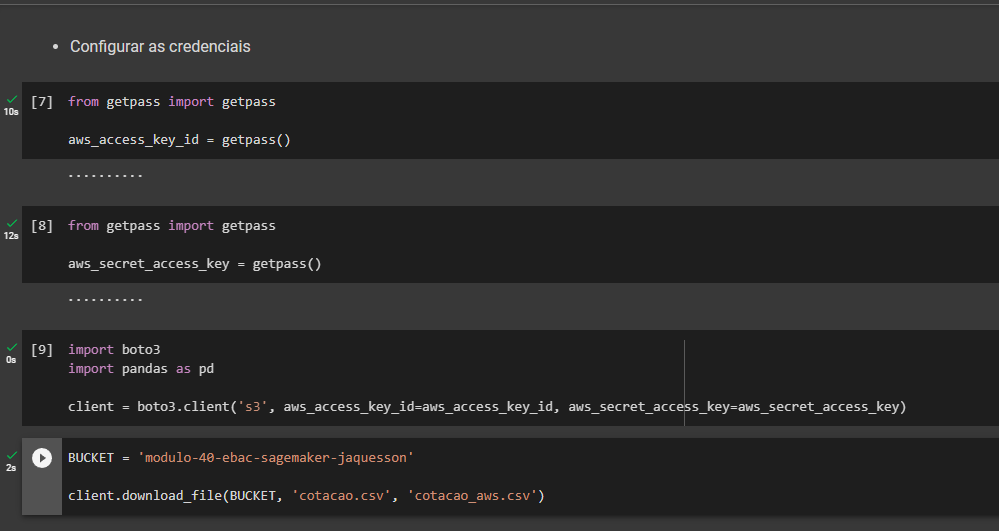 • Configurar as credenciais
10s
[7] from getpass import getpass
aws_access_key_id = getpass()
··········
12s
[8] from getpass import getpass
aws_secret_access_key = getpass()
··········
0s
[9] import boto3
import pandas as pd
client = boto3.client('s3', aws_access_key_id=aws_access_key_id, aws_secret_access_key=aws_secret_access_key)
2s
BUCKET = 'modulo-40-ebac-sagemaker-jaquesson'
client.download_file(BUCKET, 'cotacao.csv', 'cotacao_aws.csv')